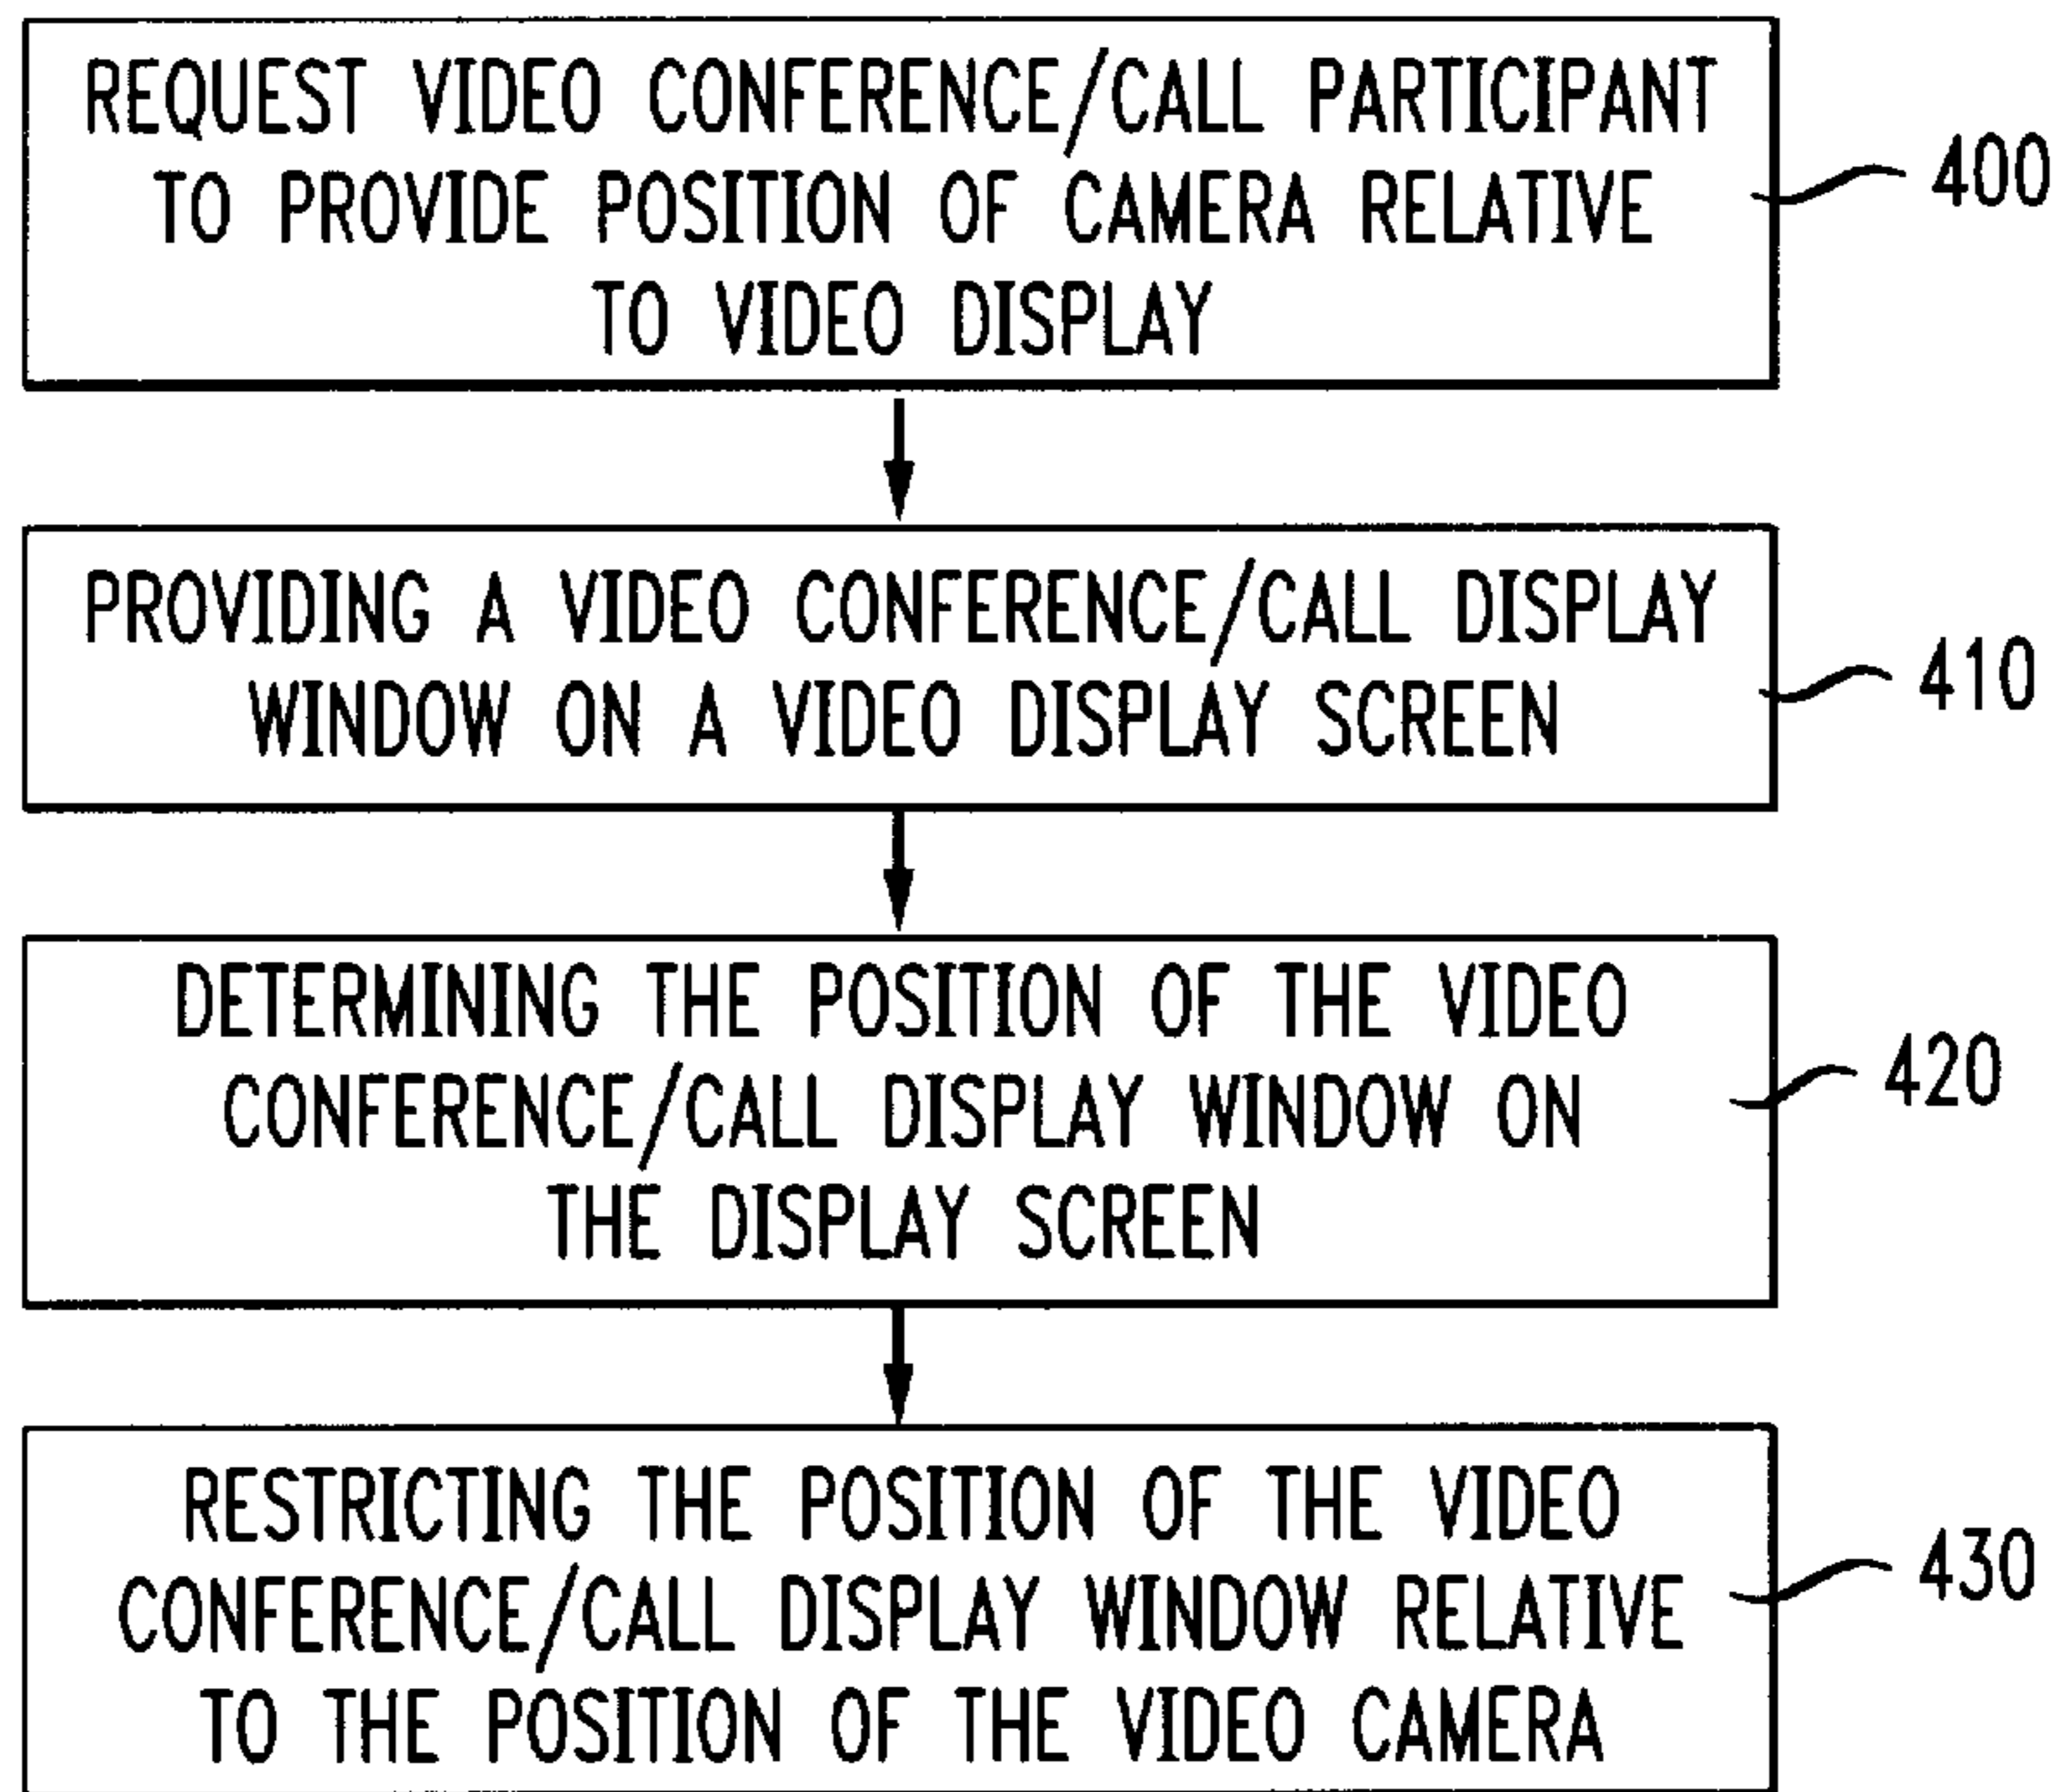 REQUEST VIDEO CONFERENCE/CALL PARTICIPANT
TO PROVIDE POSITION OF CAMERA RELATIVE
TO VIDEO DISPLAY
400
PROVIDING A VIDEO CONFERENCE/CALL DISPLAY
WINDOW ON A VIDEO DISPLAY SCREEN
410
DETERMINING THE POSITION OF THE VIDEO
CONFERENCE/CALL DISPLAY WINDOW ON
THE DISPLAY SCREEN
420
RESTRICTING THE POSITION OF THE VIDEO
CONFERENCE/CALL DISPLAY WINDOW RELATIVE
TO THE POSITION OF THE VIDEO CAMERA
430